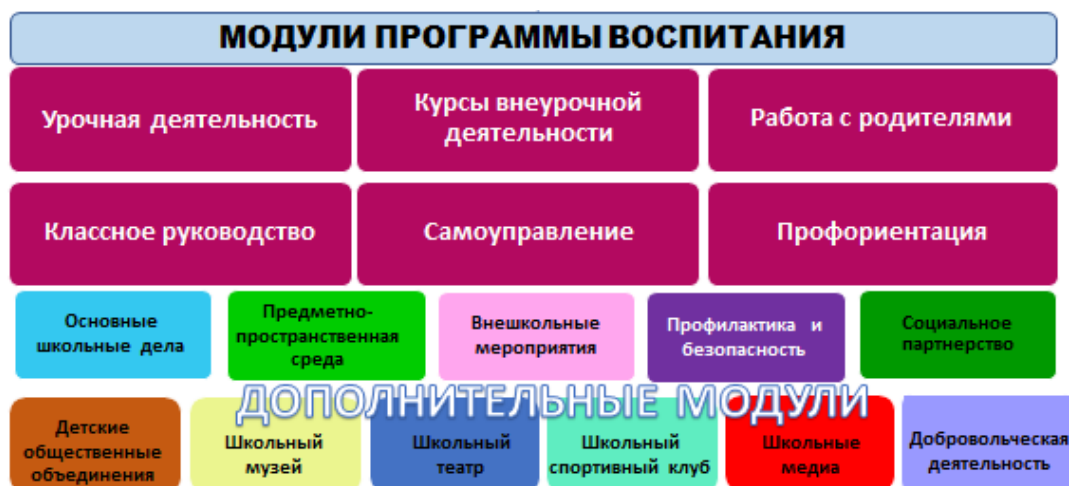 МОДУЛИ ПРОГРАММЫ ВОСПИТАНИЯ
Урочная деятельность
Курсы внеурочной
деятельности
Работа с родителями
Классное руководство
Самоуправление
Профориентация
Основные
школьные дела
Предметно-
пространственная
среда
Внешкольные
мероприятия
Профилактика и
безопасность
Социальное
партнерство
ДОПОЛНИТЕЛЬНЫЕ МОДУЛИ
Детские
общественные
объединения
Школьный
музей
Школьный
театр
Школьный
спортивный клуб
Школьные
медиа
Добровольческая
деятельность